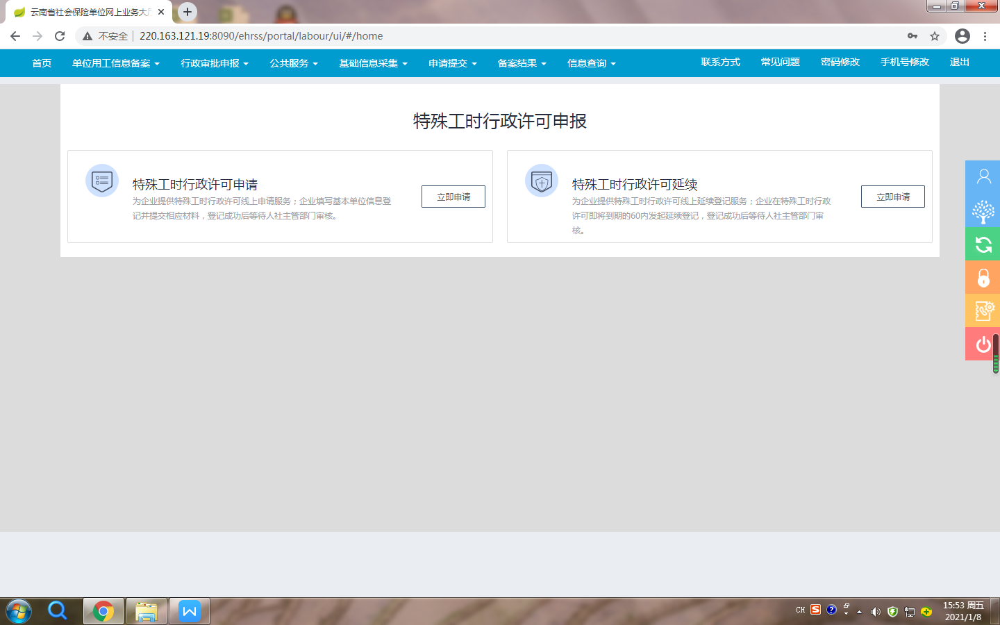 云南省社会保险单位网上业务大
不安全
220.163.121.19:8090/ehrss/portal/labour/ui/#/home
首页 单位用工信息备案 行政审批申报 公共服务 基础信息采集 申请提交 备案结果 信息查询 联系方式 常见问题 密码修改 手机号修改 退出
特殊工时行政许可申报
特殊工时行政许可申请
为企业提供特殊工时行政许可线上申请服务；企业填写基本单位信息登
记并提交相应材料，登记成功后等待人社主管部门审核。
立即申请
特殊工时行政许可延续
为企业提供特殊工时行政许可线上延续登记服务；企业在特殊工时行政
许可即将到期的60内发起延续登记，登记成功后等待人社主管部门审
核。
立即申请
CH
15:53 周五
2021/1/8